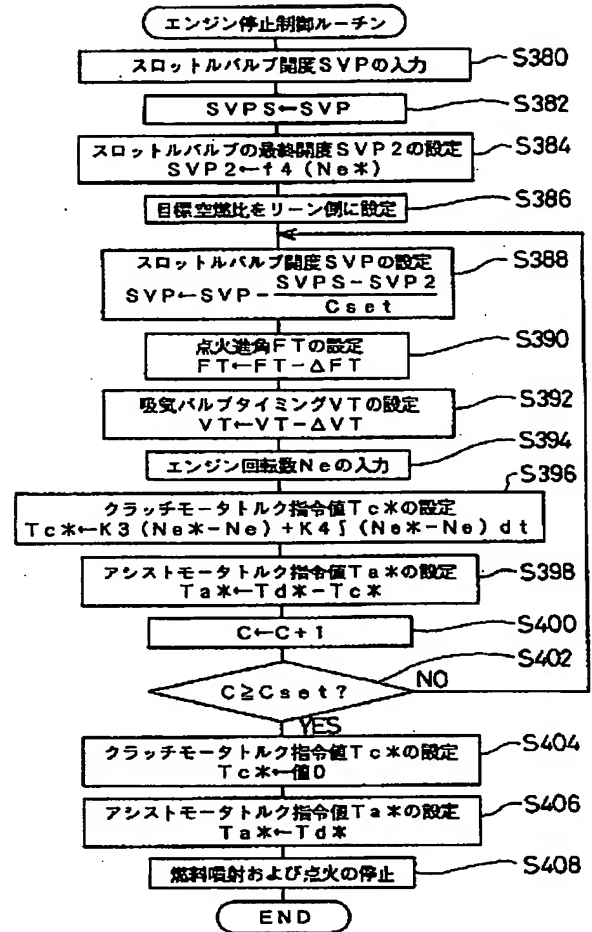 エンジン停止制御ルーチン
スロットルバルブ開度SVPの入力
S380
SVPS←SVP
S382
スロットルバルブの最終開度SVP2の設定
SVP2←f4(Ne*)
S384
目標空燃比をリーン側に設定
S386
スロットルバルブ開度SVPの設定
SVP←SVP-(SVPS-SVP2)/Cset
S388
点火進角FTの設定
FT←FT-ΔFT
S390
吸気バルブタイミングVTの設定
VT←VT-ΔVT
S392
エンジン回転数Neの入力
S394
クラッチモータトルク指令値Tc*の設定
Tc*←K3(Ne*-Ne)+K4∫(Ne*-Ne)dt
S396
アシストモータトルク指令値Ta*の設定
Ta*←Td*-Tc*
S398
C←C+1
S400
C≧Cset?
S402
NO
YES
クラッチモータトルク指令値Tc*の設定
Tc*←値0
S404
アシストモータトルク指令値Ta*の設定
Ta*←Td*
S406
燃料噴射および点火の停止
S408
END